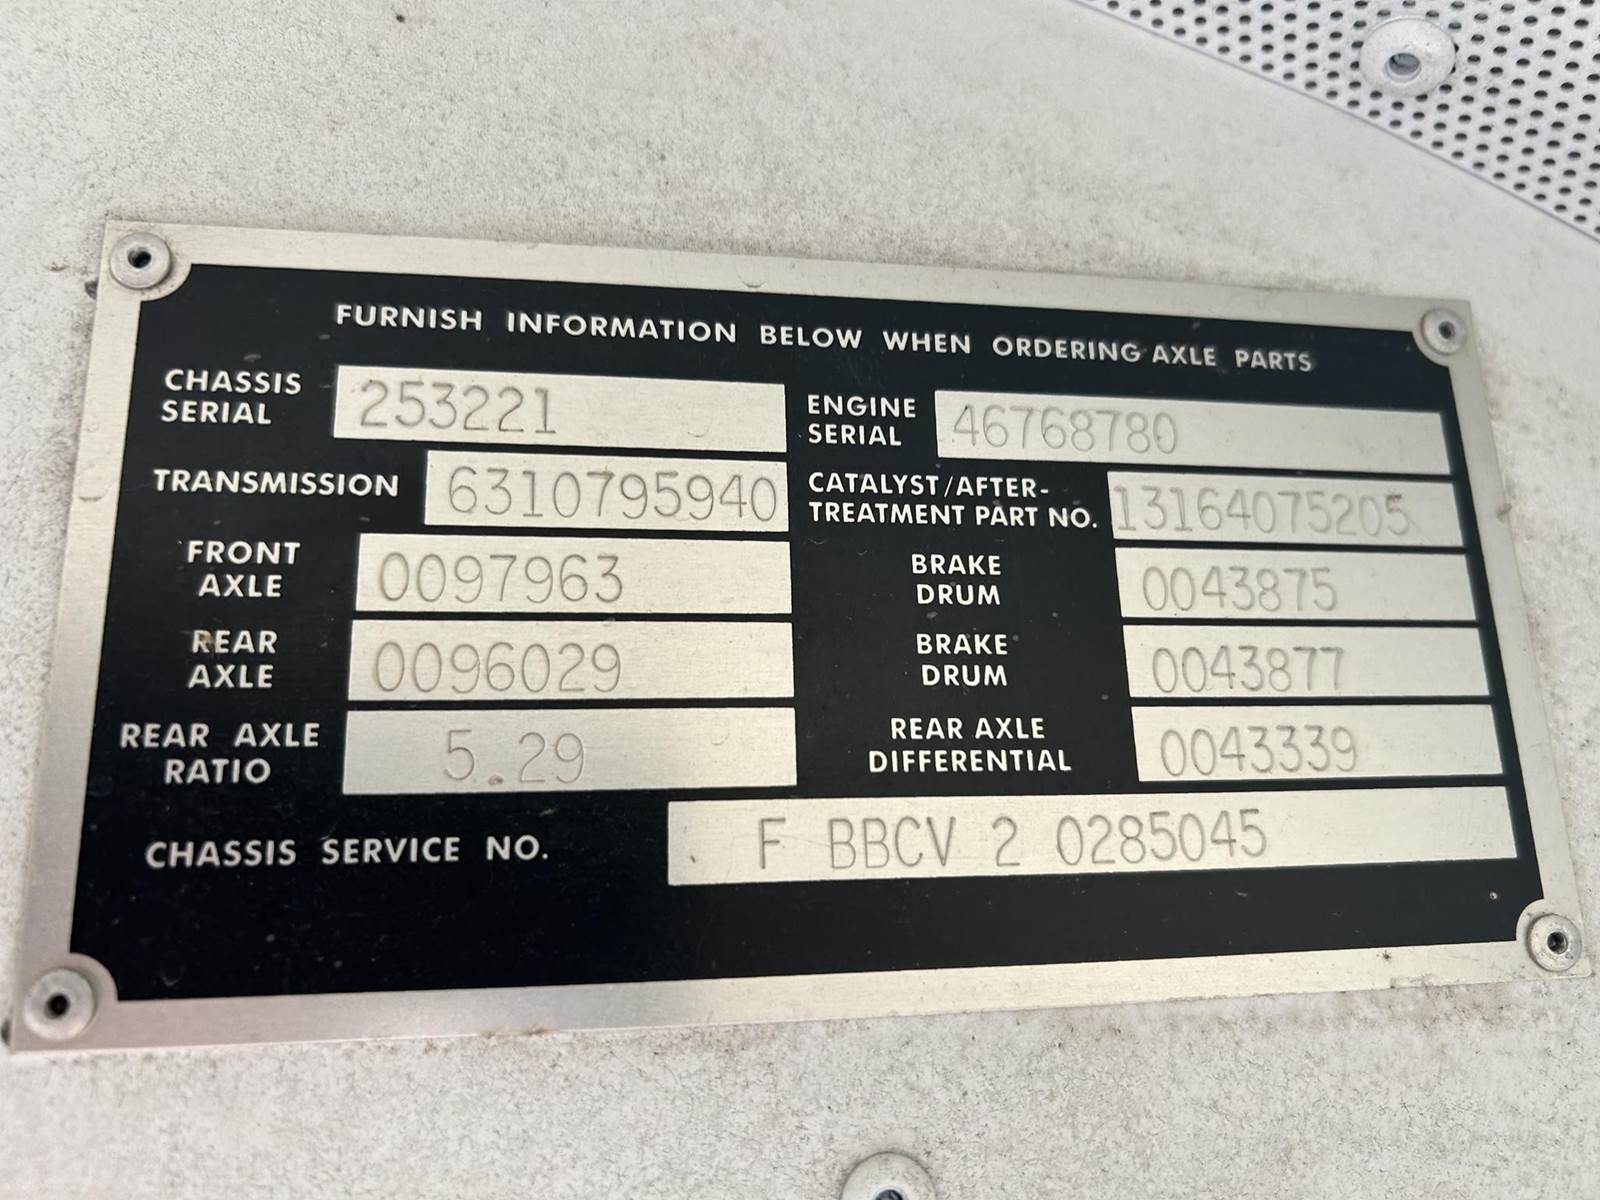 FURNISH INFORMATION BELOW WHEN ORDERING AXLE PARTS
CHASSIS SERIAL 253221
ENGINE SERIAL 46768780
TRANSMISSION 6310795940
CATALYST/AFTER-TREATMENT PART NO. 13164075205
FRONT AXLE 0097963
BRAKE DRUM 0043875
REAR AXLE 0096029
BRAKE DRUM 0043877
REAR AXLE RATIO 5.29
REAR AXLE DIFFERENTIAL 0043339
CHASSIS SERVICE NO. F BBCV 2 0285045